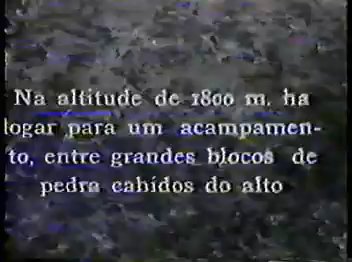 Na altitude de 1800 m. ha
logar para um acampamen-
to, entre grandes blocos de
pedra cahidos do alto